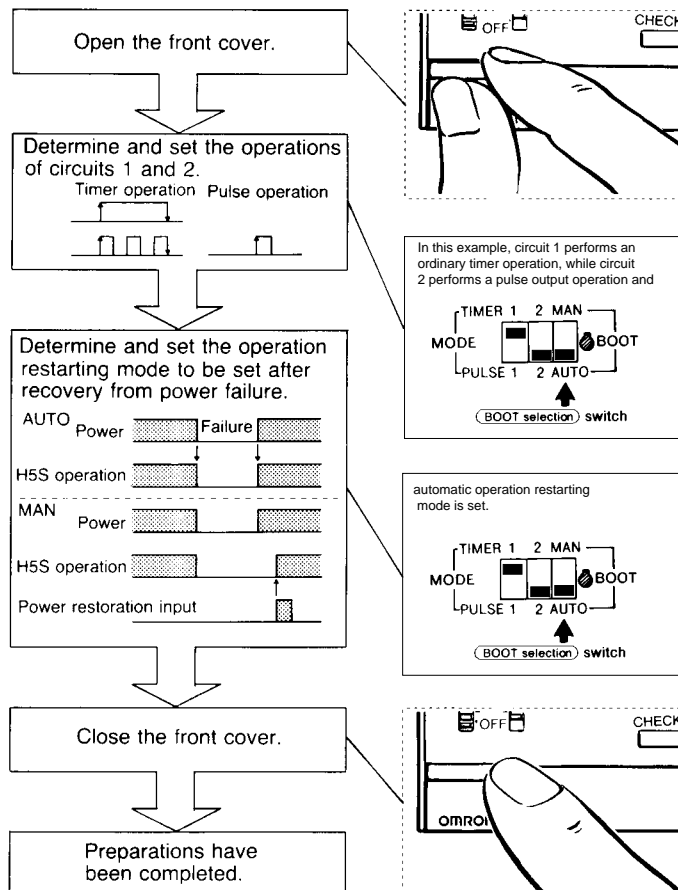 Open the front cover.
OFF
CHECK
Determine and set the operations
of circuits 1 and 2.
Timer operation Pulse operation
In this example, circuit 1 performs an
ordinary timer operation, while circuit
2 performs a pulse output operation and
TIMER 1 2 MAN
MODE BOOT
PULSE 1 2 AUTO
BOOT selection switch
Determine and set the operation
restarting mode to be set after
recovery from power failure.
AUTO Power Failure
H5S operation
MAN Power
H5S operation
Power restoration input
automatic operation restarting
mode is set.
TIMER 1 2 MAN
MODE BOOT
PULSE 1 2 AUTO
BOOT selection switch
Close the front cover.
OFF
CHECK
Preparations have
been completed.